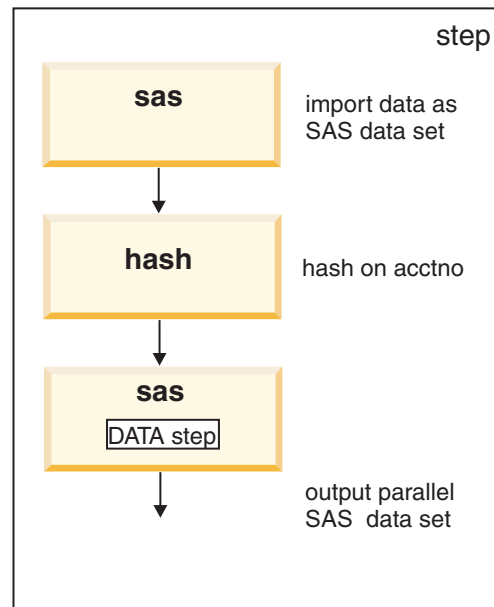 step
sas
import data as
SAS data set
hash
hash on acctno
sas
DATA step
output parallel
SAS data set